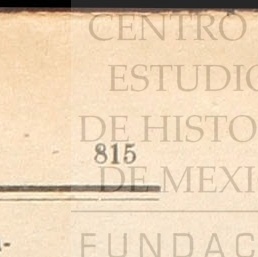 CENTRO
ESTUDIO
DE HISTO
815
DE MEXI
FUNDAC